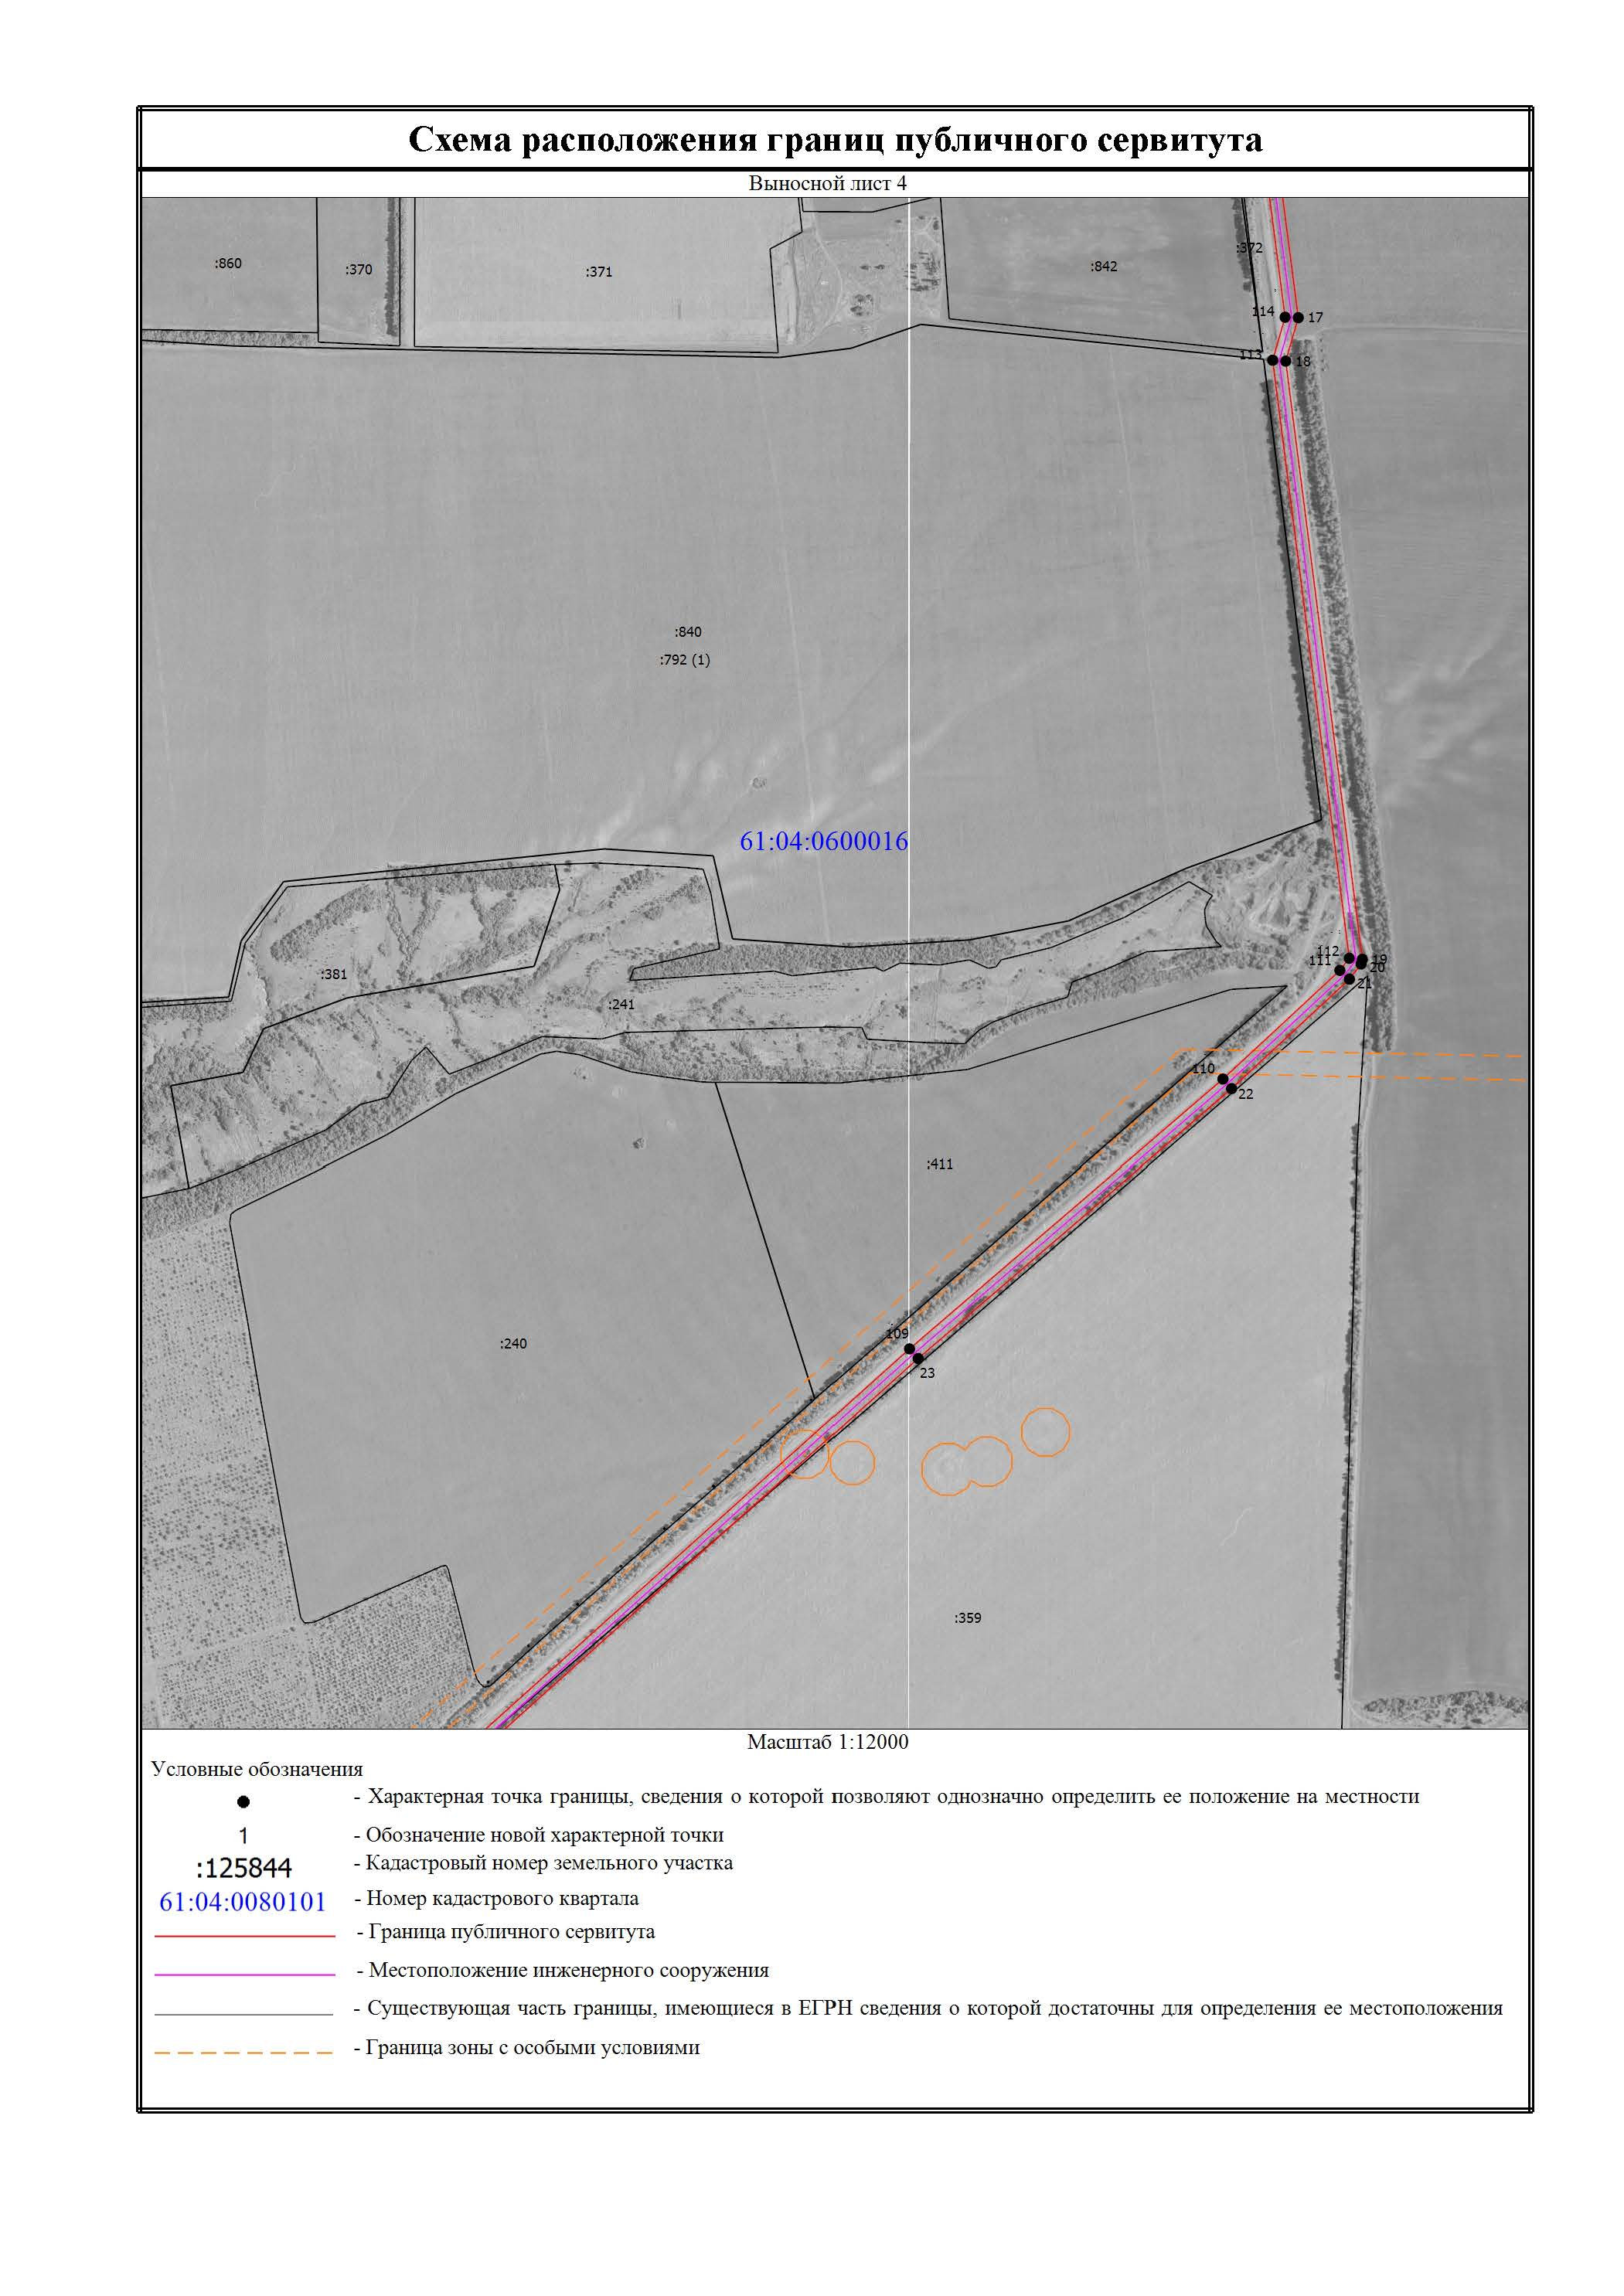 Схема расположения границ публичного сервитута
Выносной лист 4
:372
:860
:370
:371
:842
114
17
113
18
:840
:792 (1)
61:04:0600016
112
19
111
20
:381
21
:241
110
22
:411
109
:240
23
:359
Масштаб 1:12000
Условные обозначения
- Характерная точка границы, сведения о которой позволяют однозначно определить ее положение на местности
1 - Обозначение новой характерной точки
:125844 - Кадастровый номер земельного участка
61:04:0080101 - Номер кадастрового квартала
- Граница публичного сервитута
- Местоположение инженерного сооружения
- Существующая часть границы, имеющиеся в ЕГРН сведения о которой достаточны для определения ее местоположения
- Граница зоны с особыми условиями